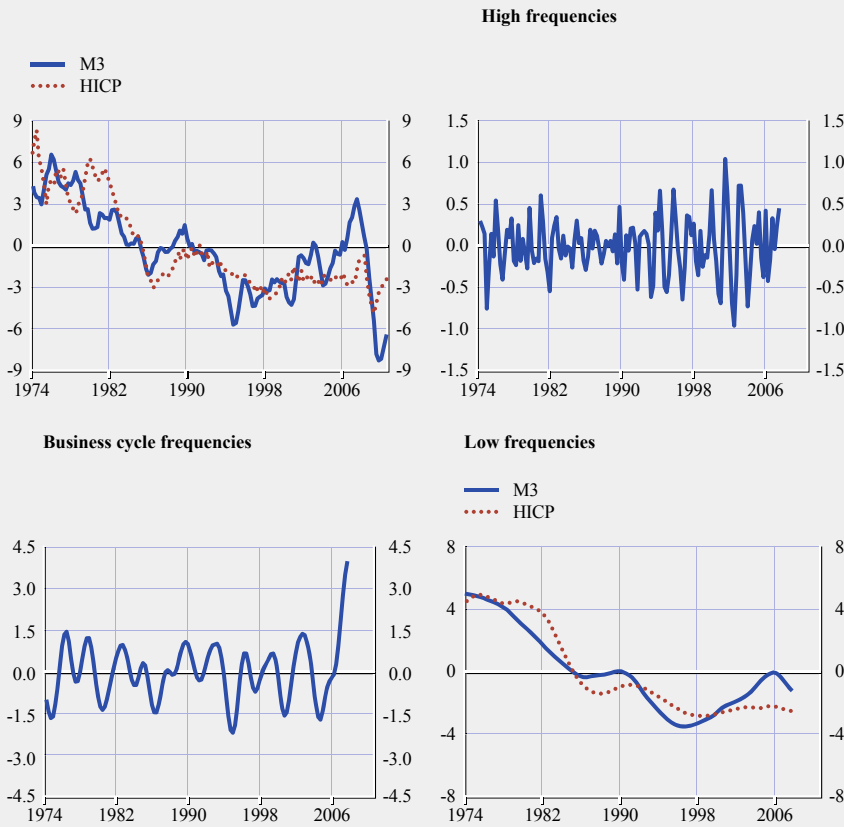 High frequencies
M3
HICP
9 9 1.5 1.5
6 6 1.0 1.0
3 3 0.5 0.5
0 0 0.0 0.0
-3 -3 -0.5 -0.5
-6 -6 -1.0 -1.0
-9 -9 -1.5 -1.5
1974 1982 1990 1998 2006 1974 1982 1990 1998 2006
Business cycle frequencies Low frequencies
M3
HICP
4.5 4.5 8 8
3.0 3.0
1.5 1.5 4 4
0.0 0.0 0 0
-1.5 -1.5 -4 -4
-3.0 -3.0
-4.5 -4.5 -8 -8
1974 1982 1990 1998 2006 1974 1982 1990 1998 2006